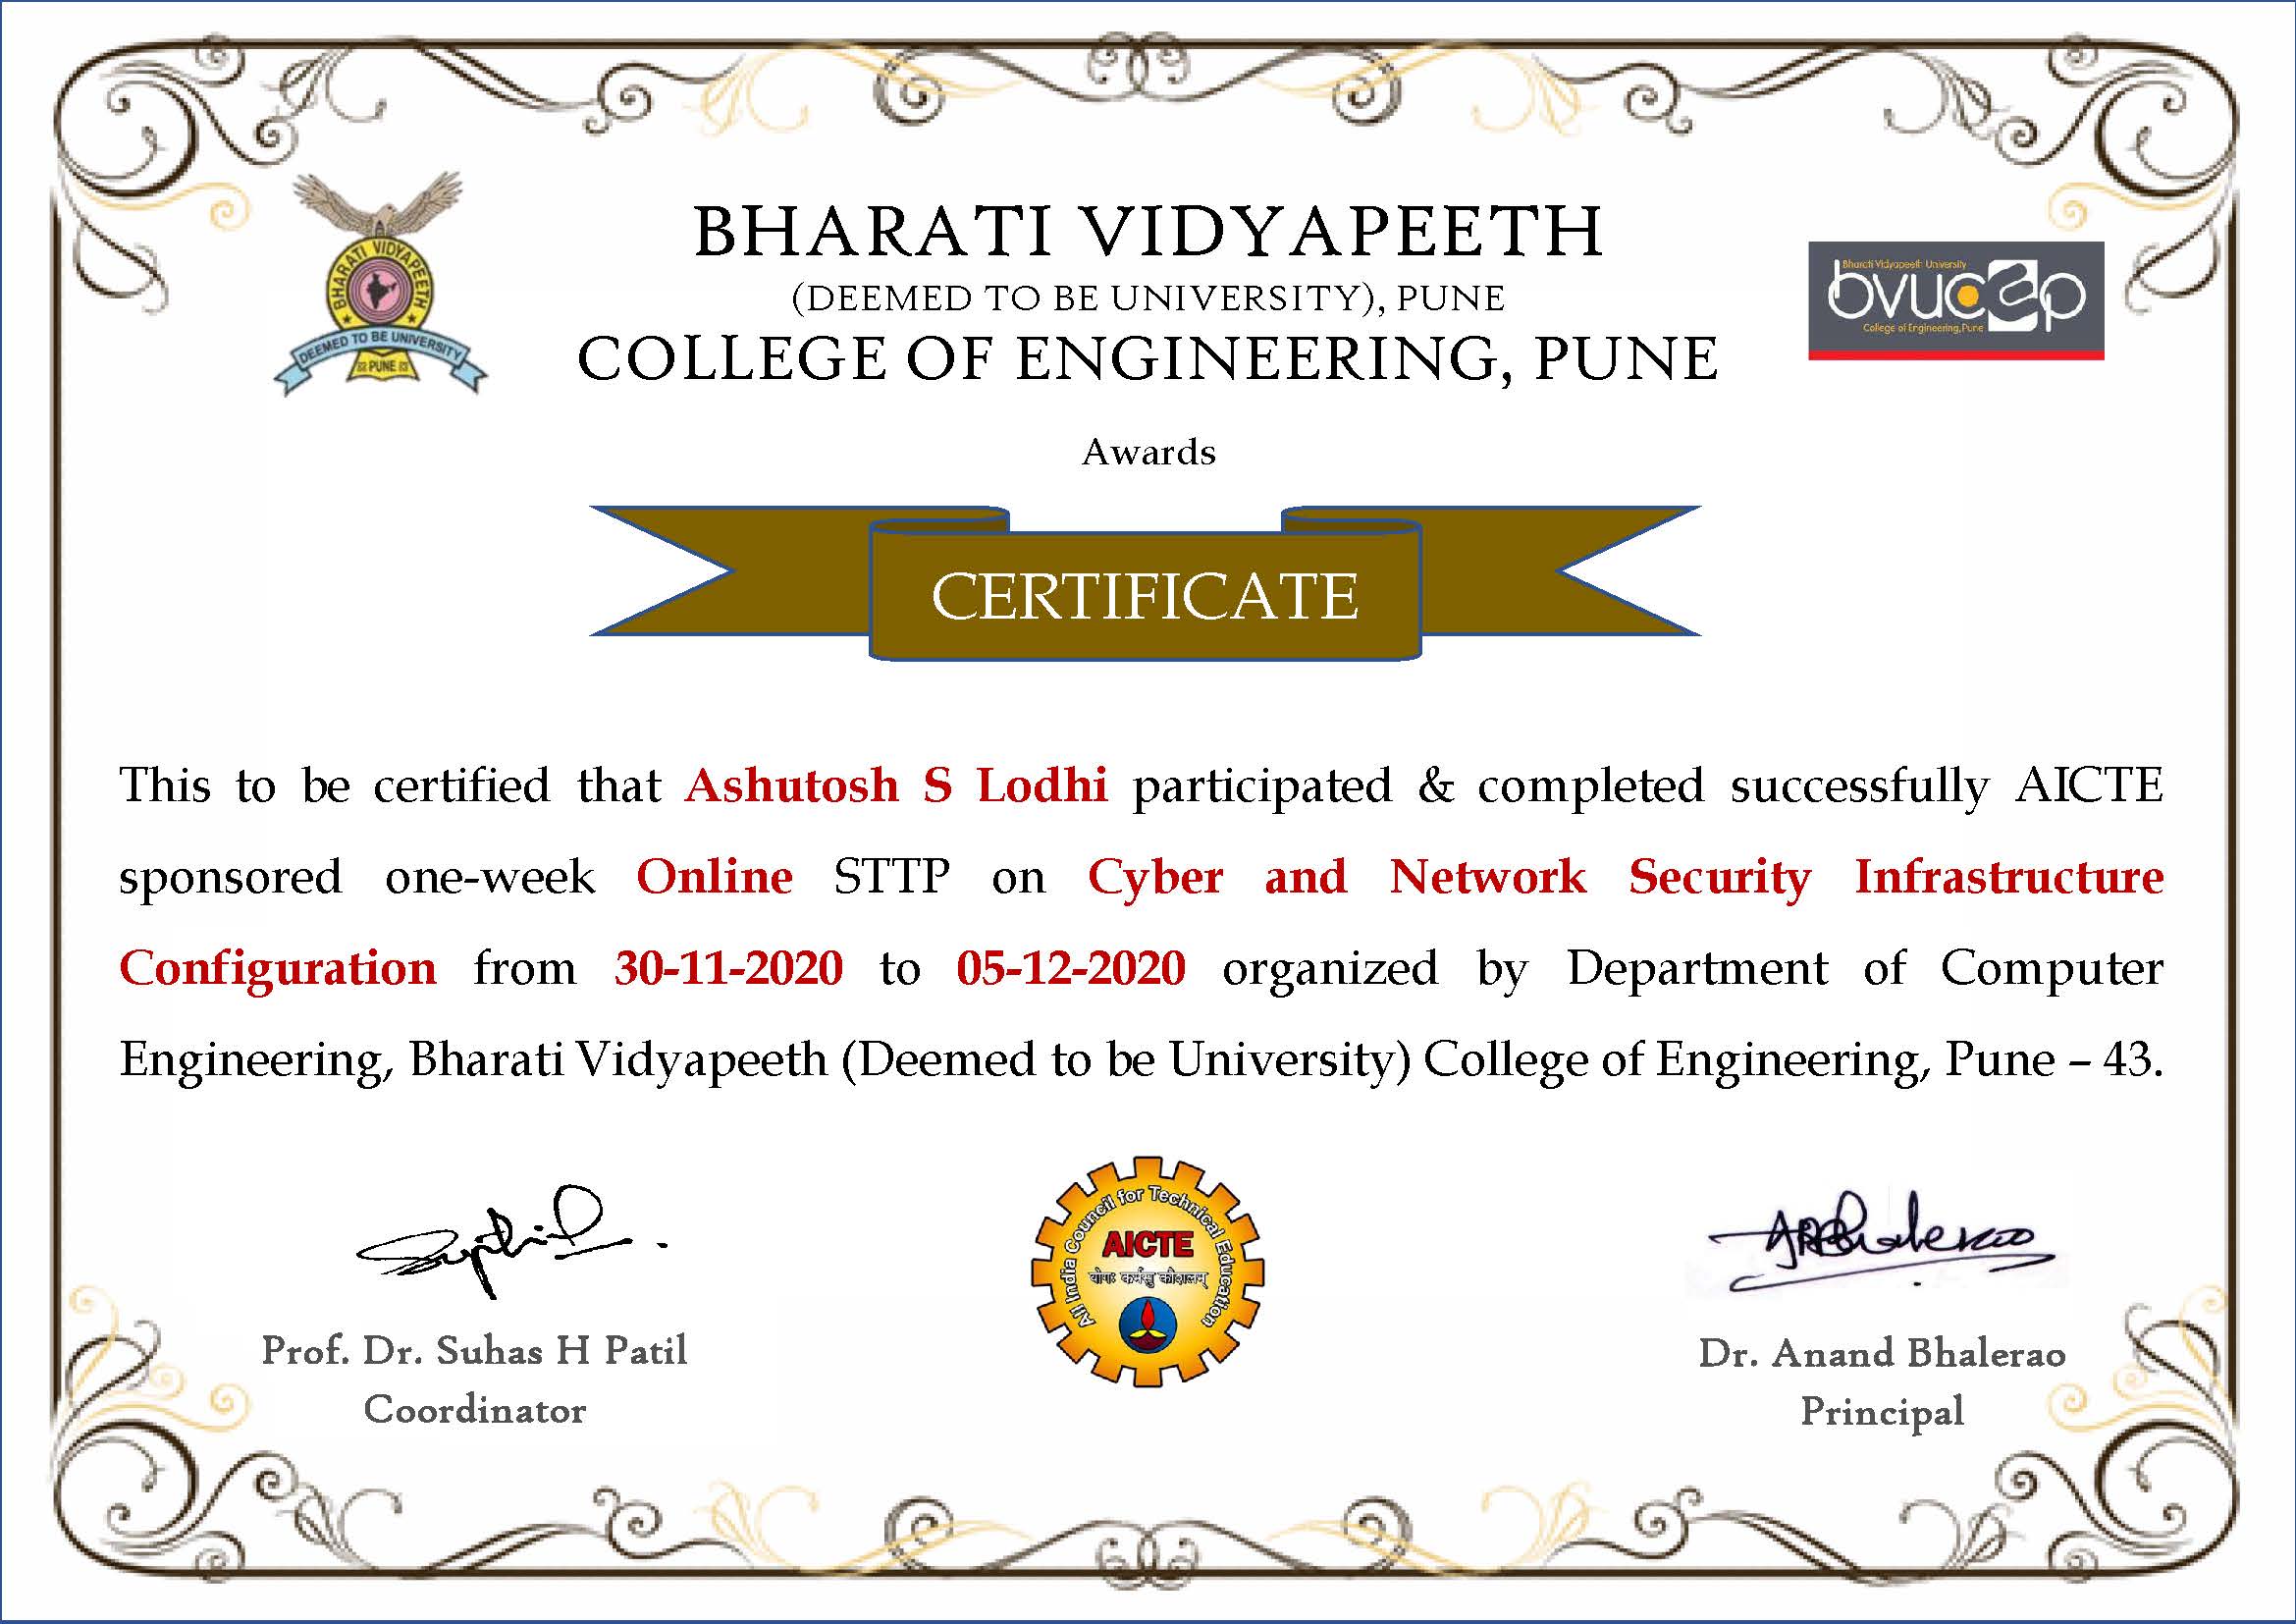 BHARATI VIDYAPEETH
DEEMED TO BE UNIVERSITY
PUNE
BHARATI VIDYAPEETH
(DEEMED TO BE UNIVERSITY), PUNE
COLLEGE OF ENGINEERING, PUNE
Bharati Vidyapeeth University
bvucoep
College of Engineering, Pune
Awards
CERTIFICATE
This to be certified that Ashutosh S Lodhi participated & completed successfully AICTE
sponsored one-week Online STTP on Cyber and Network Security Infrastructure
Configuration from 30-11-2020 to 05-12-2020 organized by Department of Computer
Engineering, Bharati Vidyapeeth (Deemed to be University) College of Engineering, Pune – 43.
All India Council for Technical Education
AICTE
योगः कर्मसु कौशलम्
Prof. Dr. Suhas H Patil
Coordinator
Dr. Anand Bhalerao
Principal